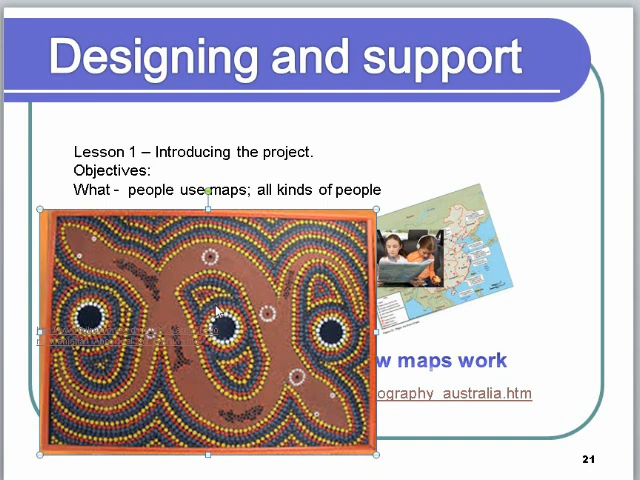 Designing and support
Lesson 1 – Introducing the project.
Objectives:
What - people use maps; all kinds of people
w maps work
ography_australia.htm
21